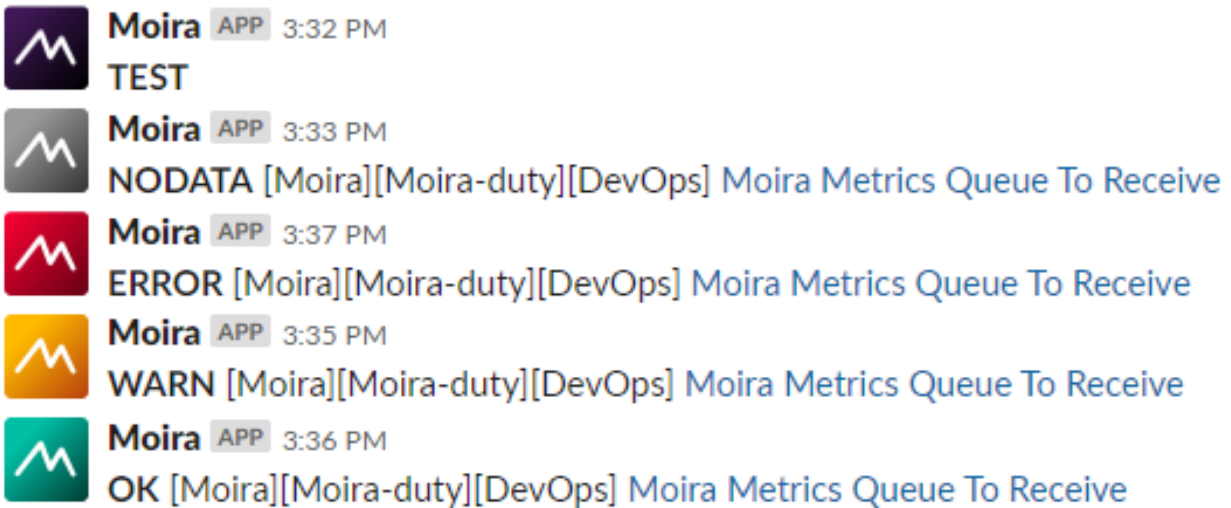 Moira APP 3:32 PM
TEST
Moira APP 3:33 PM
NODATA [Moira][Moira-duty][DevOps] Moira Metrics Queue To Receive
Moira APP 3:37 PM
ERROR [Moira][Moira-duty][DevOps] Moira Metrics Queue To Receive
Moira APP 3:35 PM
WARN [Moira][Moira-duty][DevOps] Moira Metrics Queue To Receive
Moira APP 3:36 PM
OK [Moira][Moira-duty][DevOps] Moira Metrics Queue To Receive